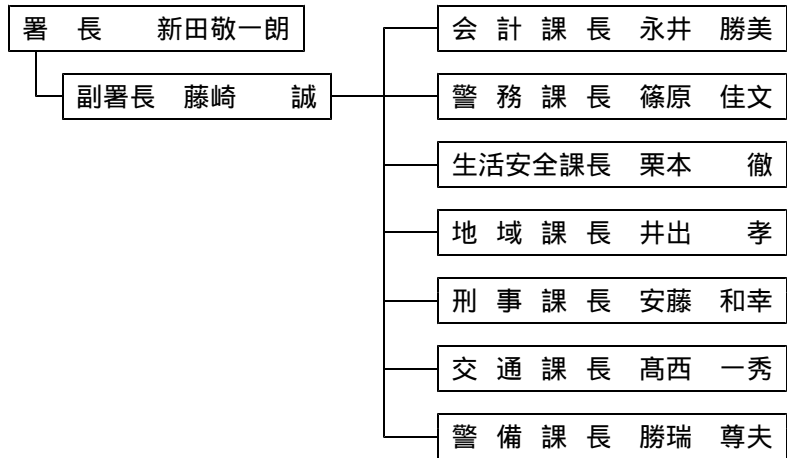 署　長　　新田敬一朗
副署長　藤崎　　誠
会 計 課 長　永井　勝美
警 務 課 長　篠原　佳文
生活安全課長　栗本　　徹
地 域 課 長　井出　　孝
刑 事 課 長　安藤　和幸
交 通 課 長　髙西　一秀
警 備 課 長　勝瑞　尊夫